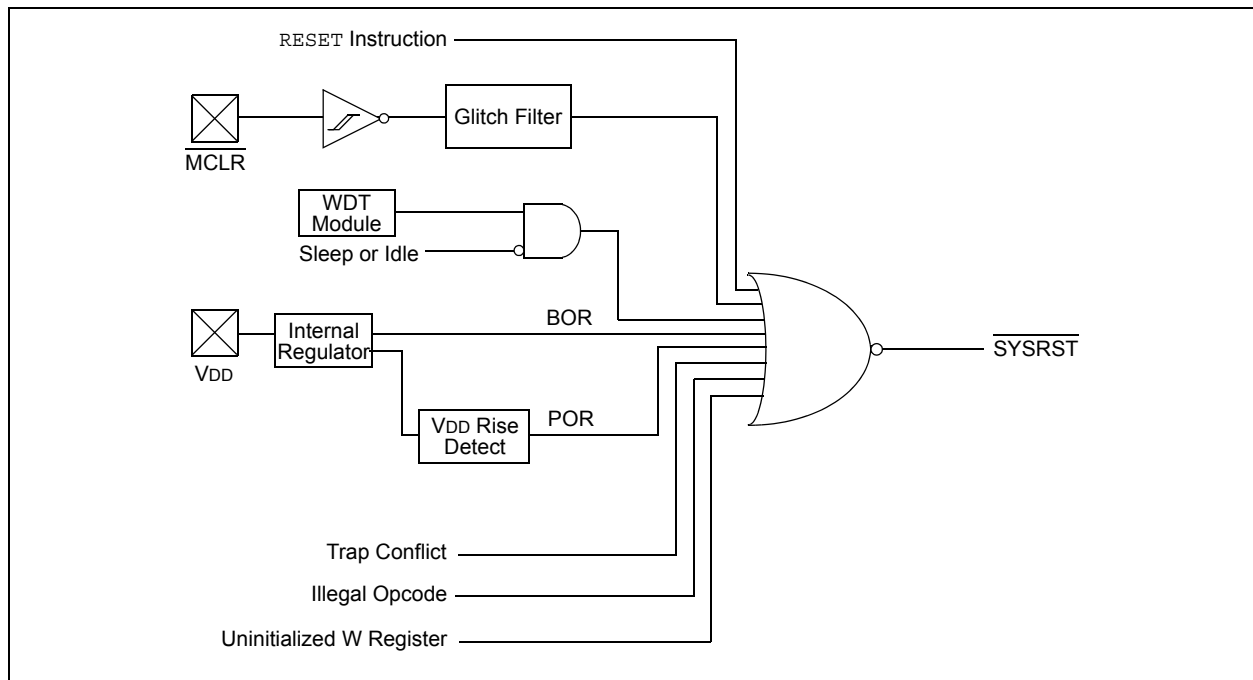 RESET Instruction
Glitch Filter
MCLR
WDT
Module
Sleep or Idle
Internal
Regulator
BOR
VDD
VDD Rise
Detect
POR
SYSRST
Trap Conflict
Illegal Opcode
Uninitialized W Register